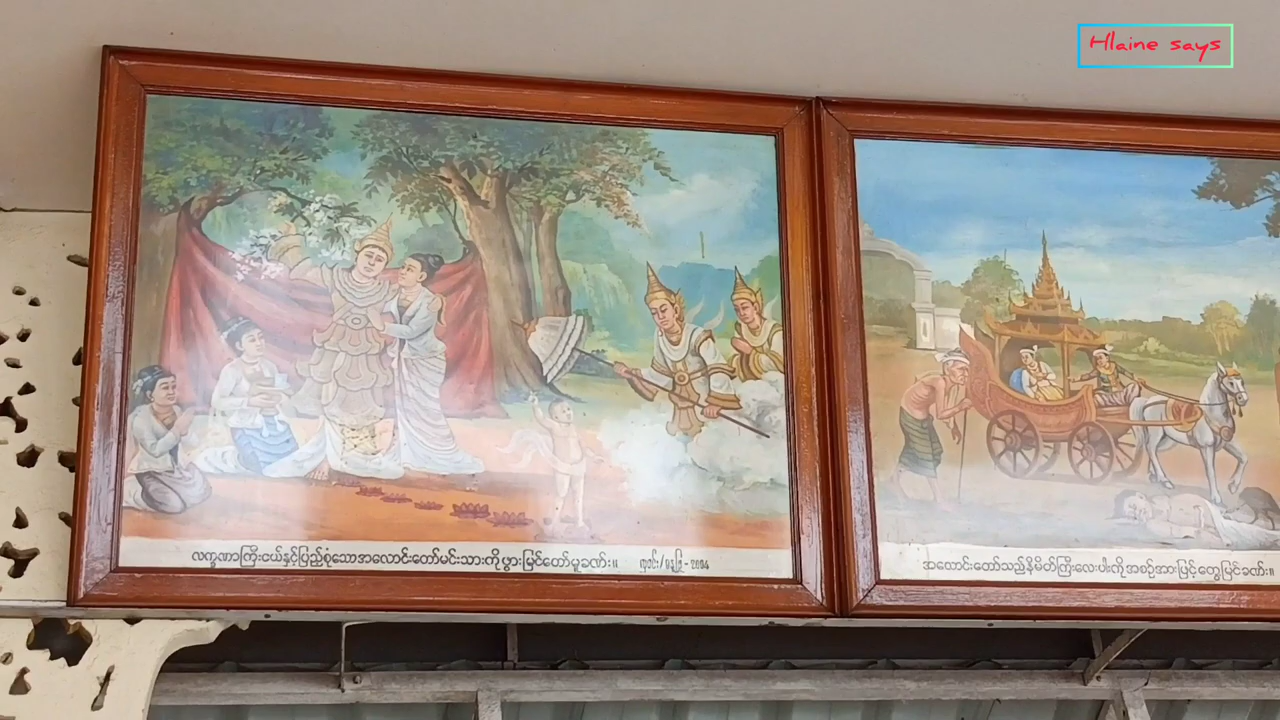 Hlaine says
လက္ခဏာကြီးငယ်နှင့်ပြည့်စုံသောအလောင်းတော်မင်းသားကိုဖွားမြင်တော်မူခဏ်း။
အလောင်းတော်သည်နိမိတ်ကြီးလေးပါးကိုအစဉ်အားဖြင့်တွေ့မြင်ခဏ်း။